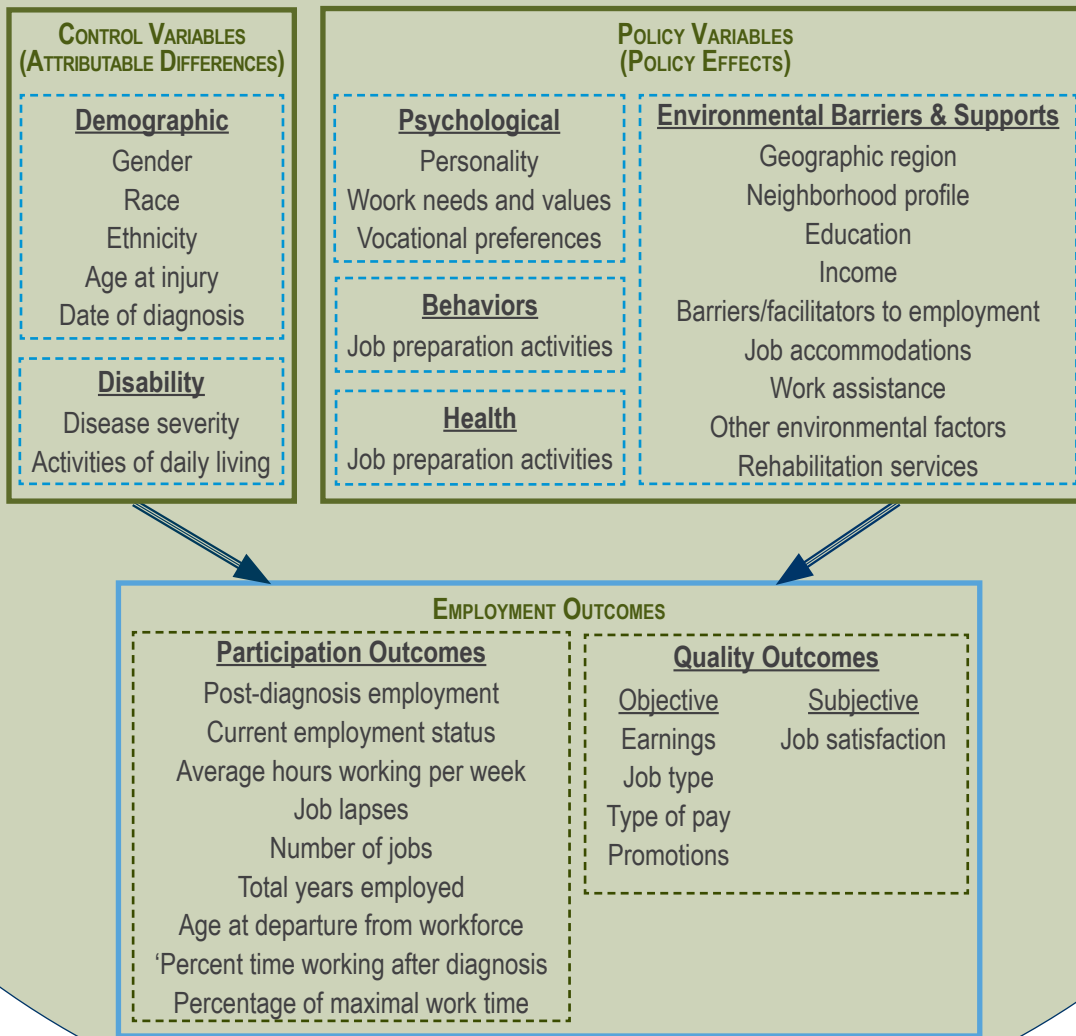 CONTROL VARIABLES
(ATTRIBUTABLE DIFFERENCES)
Demographic
Gender
Race
Ethnicity
Age at injury
Date of diagnosis
Disability
Disease severity
Activities of daily living
POLICY VARIABLES
(POLICY EFFECTS)
Psychological
Personality
Woork needs and values
Vocational preferences
Behaviors
Job preparation activities
Health
Job preparation activities
Environmental Barriers & Supports
Geographic region
Neighborhood profile
Education
Income
Barriers/facilitators to employment
Job accommodations
Work assistance
Other environmental factors
Rehabilitation services
EMPLOYMENT OUTCOMES
Participation Outcomes
Post-diagnosis employment
Current employment status
Average hours working per week
Job lapses
Number of jobs
Total years employed
Age at departure from workforce
‘Percent time working after diagnosis
Percentage of maximal work time
Quality Outcomes
Objective
Earnings
Job type
Type of pay
Promotions
Subjective
Job satisfaction